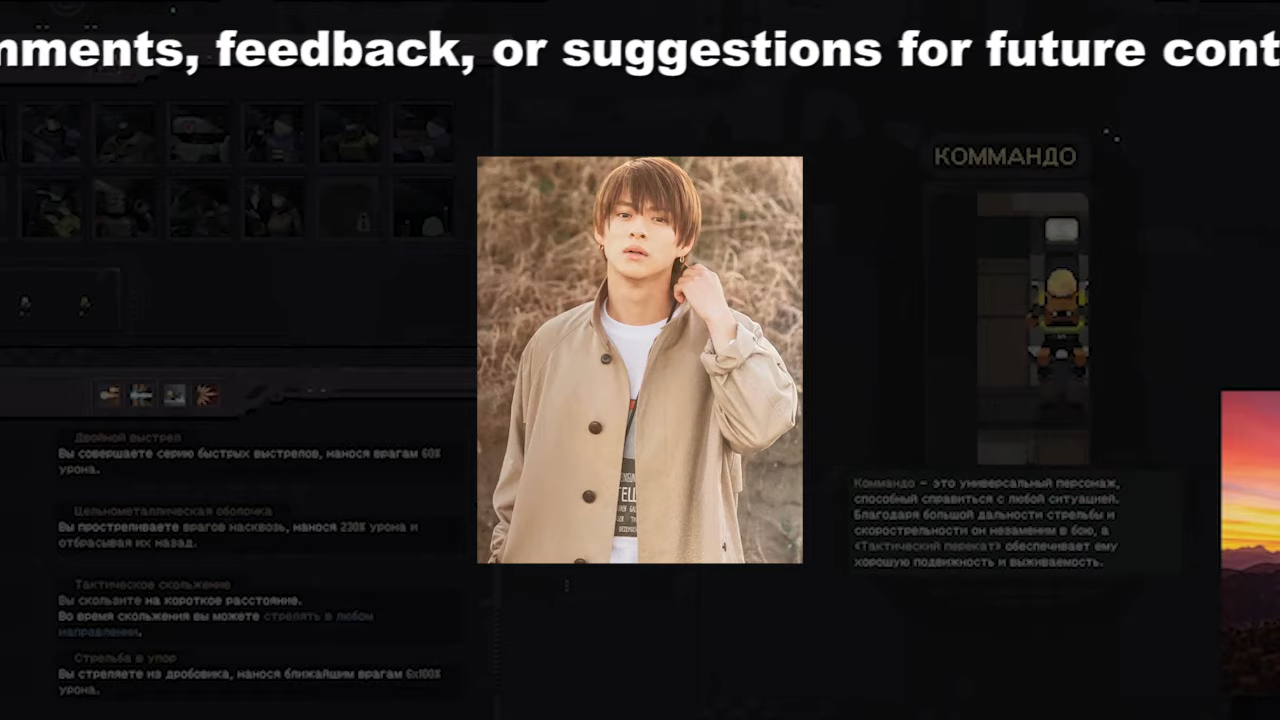 mments, feedback, or suggestions for future cont
КОММАНДО
Двойной выстрел
Вы совершаете серию быстрых выстрелов, нанося врагам 60%
урона.
Цельнометаллическая оболочка
Вы простреливаете врагов насквозь, нанося 230% урона и
отбрасывая их назад.
Тактическое скольжение
Вы скользите на короткое расстояние.
Во время скольжения вы можете стрелять в любом
направлении.
Стрельба в упор
Вы стреляете из дробовика, нанося ближайшим врагам 6x100%
урона.
Коммандо – это универсальный персонаж,
способный справиться с любой ситуацией.
Благодаря большой дальности стрельбы и
скорострельности он незаменим в бою, а
«Тактический перекат» обеспечивает ему
хорошую подвижность и выживаемость.